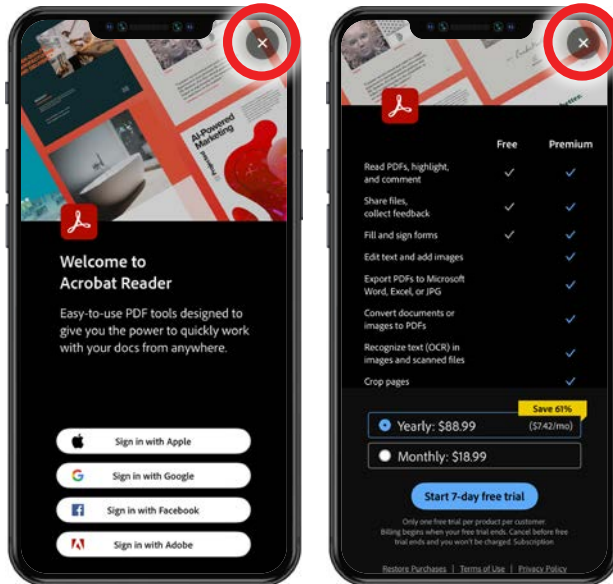 AI-Powered
Marketing
Welcome to
Acrobat Reader
Easy-to-use PDF tools designed to
give you the power to quickly work
with your docs from anywhere.
Sign in with Apple
Sign in with Google
Sign in with Facebook
Sign in with Adobe
Free Premium
Read PDFs, highlight,
and comment
Share files,
collect feedback
Fill and sign forms
Edit text and add images
Export PDFs to Microsoft
Word, Excel, or JPG
Convert documents or
images to PDFs
Recognize text (OCR) in
images and scanned files
Crop pages
Save 61%
Yearly: $88.99 ($7.42/mo)
Monthly: $18.99
Start 7-day free trial
Only one free trial per product per customer.
Billing begins when your free trial ends. Cancel before free
trial ends and you won't be charged. Subscription
Restore Purchases | Terms of Use | Privacy Policy